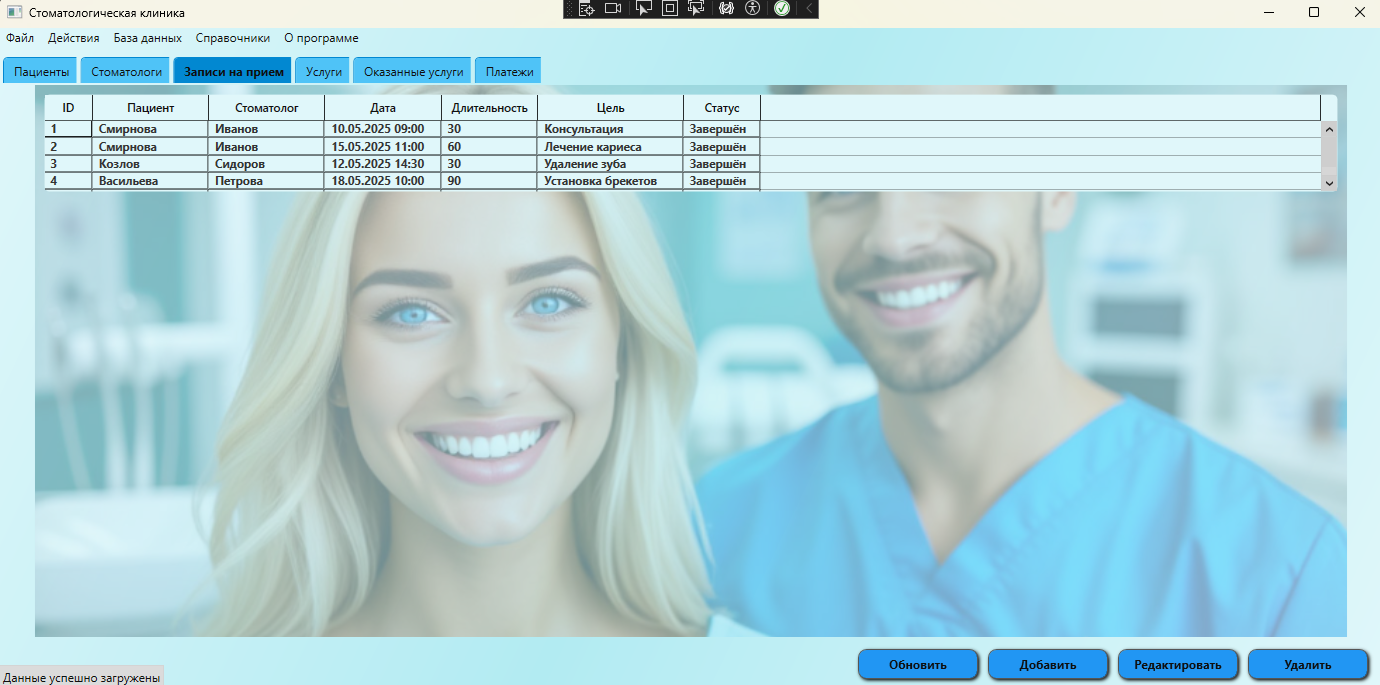 Стоматологическая клиника
Файл Действия База данных Справочники О программе
Пациенты Стоматологи Записи на прием Услуги Оказанные услуги Платежи
ID Пациент Стоматолог Дата Длительность Цель Статус
1 Смирнова Иванов 10.05.2025 09:00 30 Консультация Завершён
2 Смирнова Иванов 15.05.2025 11:00 60 Лечение кариеса Завершён
3 Козлов Сидоров 12.05.2025 14:30 30 Удаление зуба Завершён
4 Васильева Петрова 18.05.2025 10:00 90 Установка брекетов Завершён
Обновить Добавить Редактировать Удалить
Данные успешно загружены